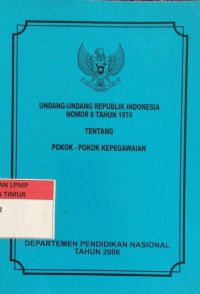 UNDANG-UNDANG REPUBLIK INDONESIA
NOMOR 8 TAHUN 1974
TENTANG
POKOK - POKOK KEPEGAWAIAN
AN LPMP
TIMUR
2
DEPARTEMEN PENDIDIKAN NASIONAL
TAHUN 2006